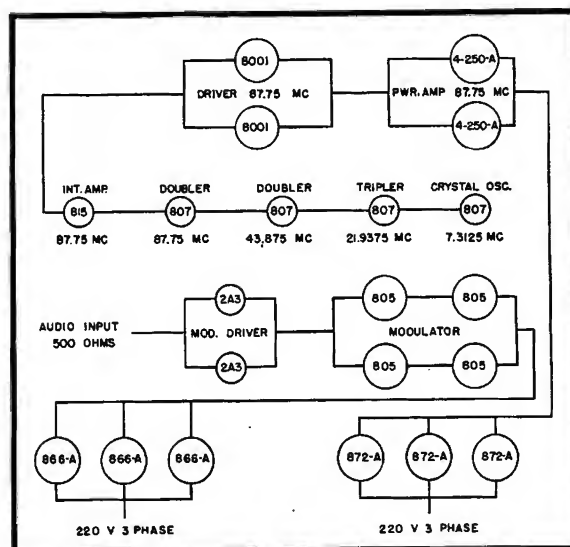 8001
DRIVER 87.75 MC
8001
4-250-A
PWR. AMP 87.75 MC
4-250-A
INT. AMP. DOUBLER DOUBLER TRIPLER CRYSTAL OSC.
815 807 807 807 807
87.75 MC 87.75 MC 43.875 MC 21.9375 MC 7.3125 MC
AUDIO INPUT
500 OHMS
2A3
MOD. DRIVER
2A3
805 805
MODULATOR
805 805
866-A 866-A 866-A
220 V 3 PHASE
872-A 872-A 872-A
220 V 3 PHASE